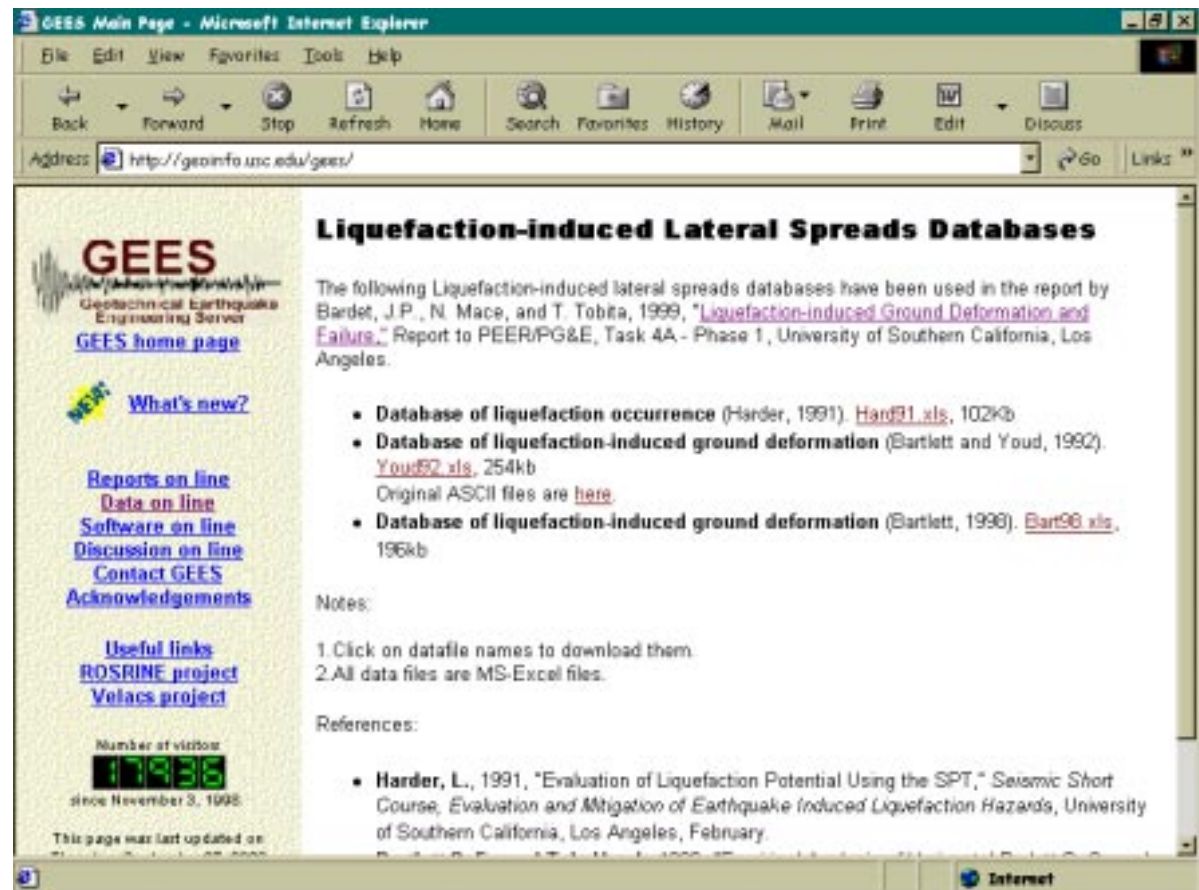 GEES Main Page - Microsoft Internet Explorer
File Edit View Favorites Tools Help
Back Forward Stop Refresh Home Search Favorites History Mail Print Edit Discuss
Address http://geoinfo.usc.edu/gees/ Go Links »
GEES
Geotechnical Earthquake
Engineering Server
GEES home page
NEW!
What's new?
Reports on line
Data on line
Software on line
Discussion on line
Contact GEES
Acknowledgements
Useful links
ROSRINE project
Velacs project
Number of visitors
17936
since November 3, 1998
This page was last updated on
Liquefaction-induced Lateral Spreads Databases
The following Liquefaction-induced lateral spreads databases have been used in the report by
Bardet, J.P., N. Mace, and T. Tobita, 1999, "Liquefaction-induced Ground Deformation and
Failure," Report to PEER/PG&E, Task 4A - Phase 1, University of Southern California, Los
Angeles.
• Database of liquefaction occurrence (Harder, 1991). Hard91.xls, 102Kb
• Database of liquefaction-induced ground deformation (Bartlett and Youd, 1992).
Youd92.xls, 254kb
Original ASCII files are here.
• Database of liquefaction-induced ground deformation (Bartlett, 1998). Bart98.xls,
196kb
Notes:
1.Click on datafile names to download them.
2.All data files are MS-Excel files.
References:
• Harder, L., 1991, "Evaluation of Liquefaction Potential Using the SPT," Seismic Short
Course, Evaluation and Mitigation of Earthquake Induced Liquefaction Hazards, University
of Southern California, Los Angeles, February.
Internet